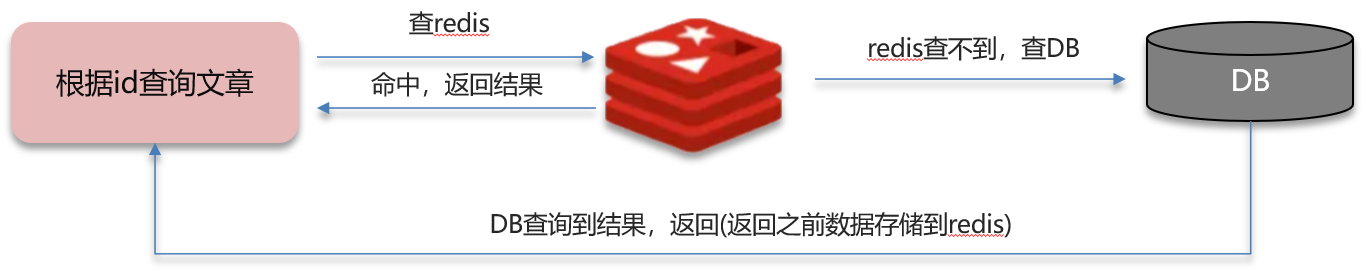 查redis
根据id查询文章
命中，返回结果
redis查不到，查DB
DB
DB查询到结果，返回(返回之前数据存储到redis)